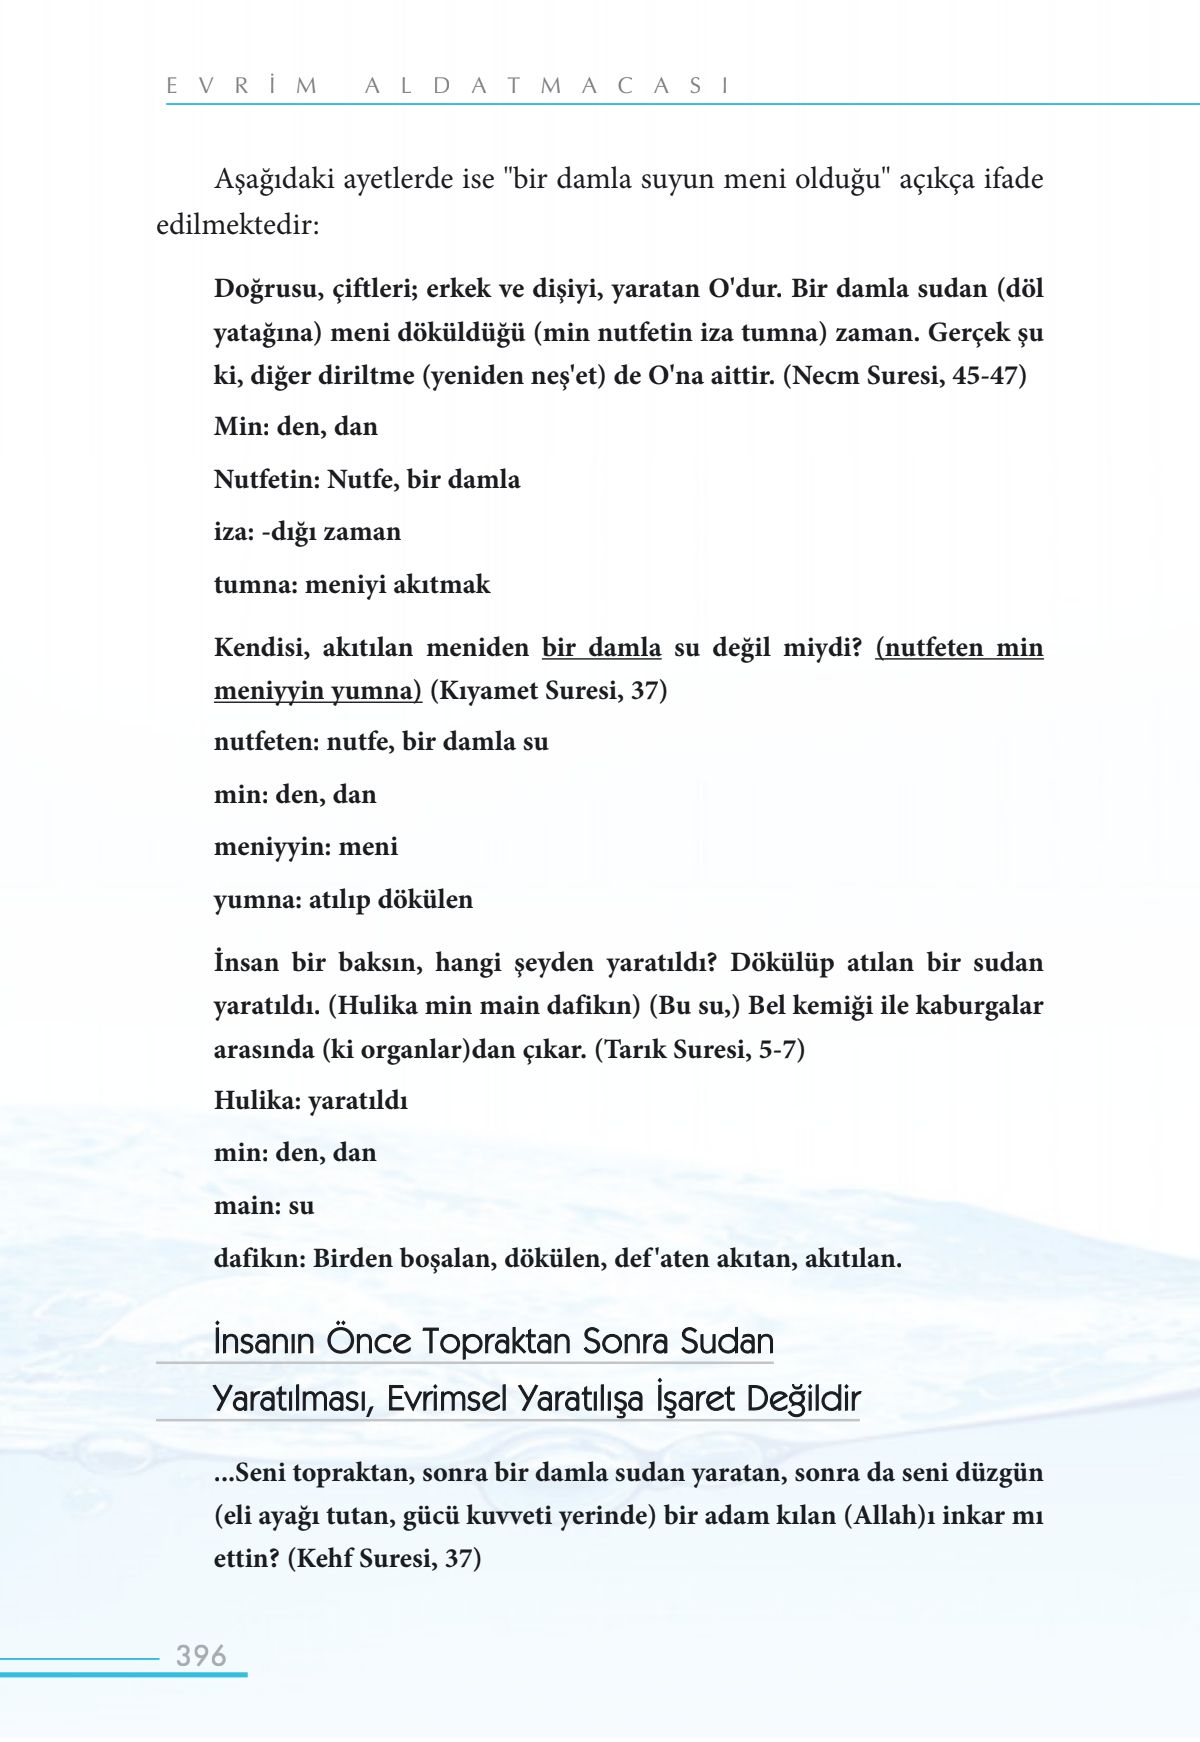 EVRİM ALDATMACASI
Aşağıdaki ayetlerde ise "bir damla suyun meni olduğu" açıkça ifade
edilmektedir:
Doğrusu, çiftleri; erkek ve dişiyi, yaratan O'dur. Bir damla sudan (döl
yatağına) meni döküldüğü (min nutfetin iza tumna) zaman. Gerçek şu
ki, diğer diriltme (yeniden neş'et) de O'na aittir. (Necm Suresi, 45-47)
Min: den, dan
Nutfetin: Nutfe, bir damla
iza: -dığı zaman
tumna: meniyi akıtmak
Kendisi, akıtılan meniden bir damla su değil miydi? (nutfeten min
meniyyin yumna) (Kıyamet Suresi, 37)
nutfeten: nutfe, bir damla su
min: den, dan
meniyyin: meni
yumna: atılıp dökülen
İnsan bir baksın, hangi şeyden yaratıldı? Dökülüp atılan bir sudan
yaratıldı. (Hulika min main dafikın) (Bu su,) Bel kemiği ile kaburgalar
arasında (ki organlar)dan çıkar. (Tarık Suresi, 5-7)
Hulika: yaratıldı
min: den, dan
main: su
dafikın: Birden boşalan, dökülen, def'aten akıtan, akıtılan.
İnsanın Önce Topraktan Sonra Sudan
Yaratılması, Evrimsel Yaratılışa İşaret Değildir
...Seni topraktan, sonra bir damla sudan yaratan, sonra da seni düzgün
(eli ayağı tutan, gücü kuvveti yerinde) bir adam kılan (Allah)ı inkar mı
ettin? (Kehf Suresi, 37)
396